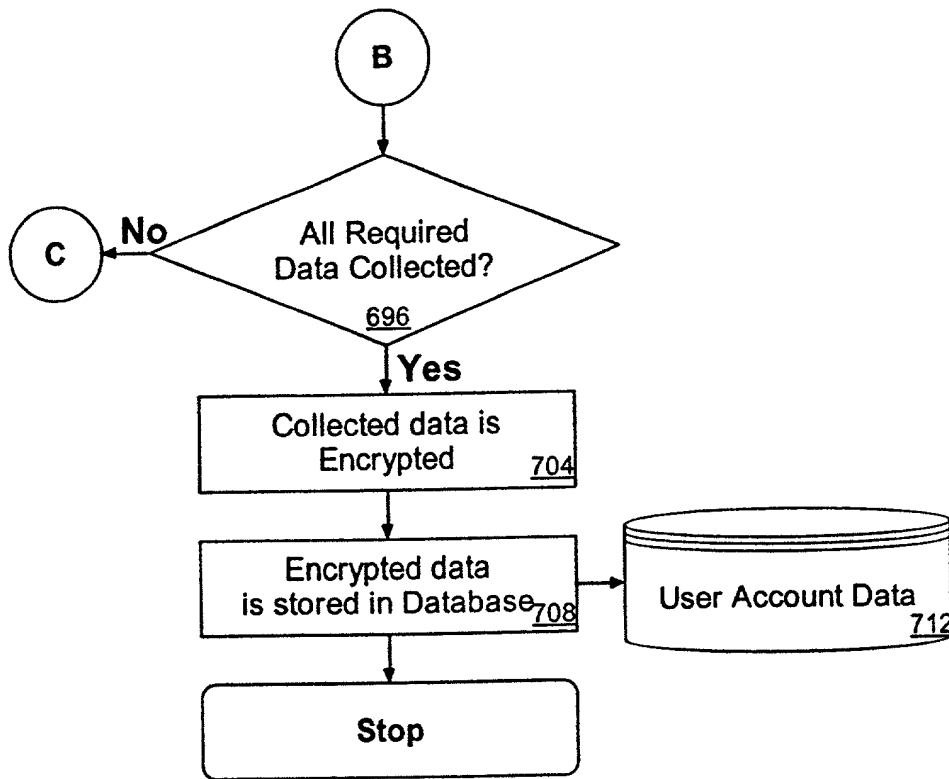 B
All Required
Data Collected?
696
No
C
Yes
Collected data is
Encrypted
704
Encrypted data
is stored in Database
708
User Account Data
712
Stop